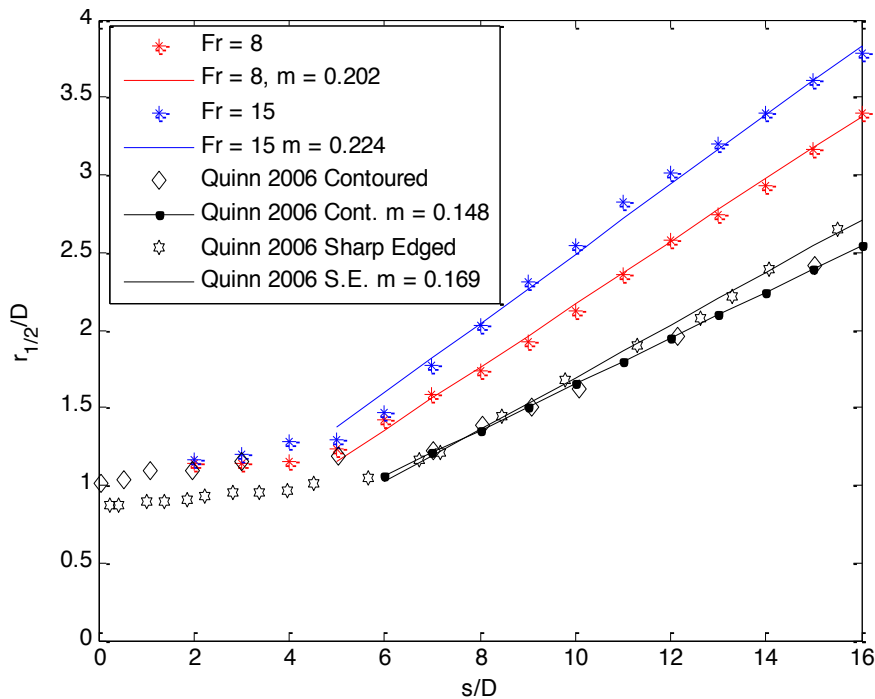 4
3.5
3
2.5
2
1.5
1
0.5
0
r1/2/D
Fr = 8
Fr = 8, m = 0.202
Fr = 15
Fr = 15 m = 0.224
Quinn 2006 Contoured
Quinn 2006 Cont. m = 0.148
Quinn 2006 Sharp Edged
Quinn 2006 S.E. m = 0.169
0 2 4 6 8 10 12 14 16
s/D